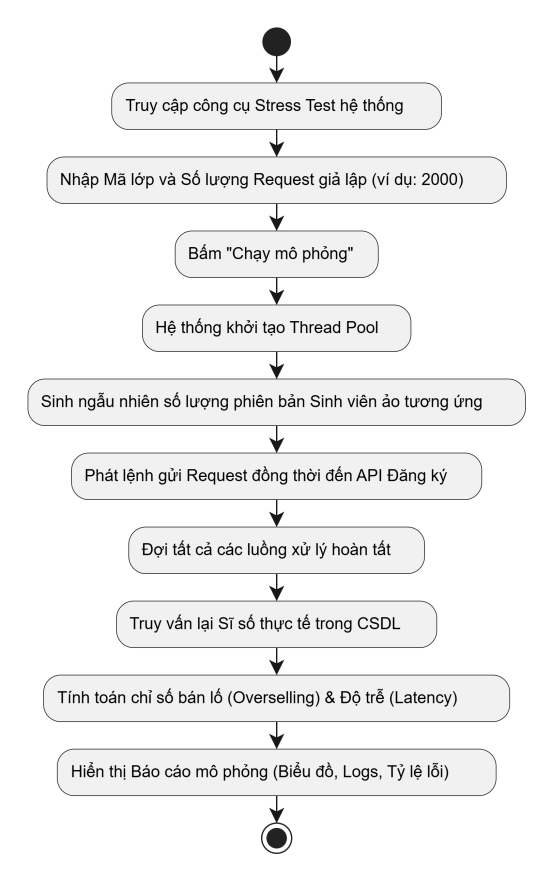 Truy cập công cụ Stress Test hệ thống
Nhập Mã lớp và Số lượng Request giả lập (ví dụ: 2000)
Bấm "Chạy mô phỏng"
Hệ thống khởi tạo Thread Pool
Sinh ngẫu nhiên số lượng phiên bản Sinh viên ảo tương ứng
Phát lệnh gửi Request đồng thời đến API Đăng ký
Đợi tất cả các luồng xử lý hoàn tất
Truy vấn lại Sĩ số thực tế trong CSDL
Tính toán chỉ số bán lố (Overselling) & Độ trễ (Latency)
Hiển thị Báo cáo mô phỏng (Biểu đồ, Logs, Tỷ lệ lỗi)